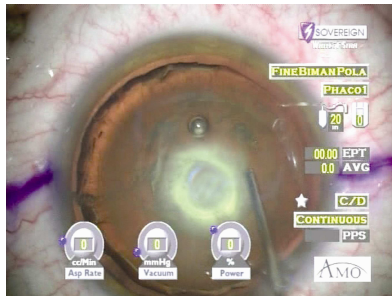 SOVEREIGN
FINEBIMANPOLA
PHACO1
20
in
0
00.00 EPT
0.0 AVG
C/D
CONTINUOUS
PPS
0 0 0
cc/Min mmHg %
Asp Rate Vacuum Power
AMO